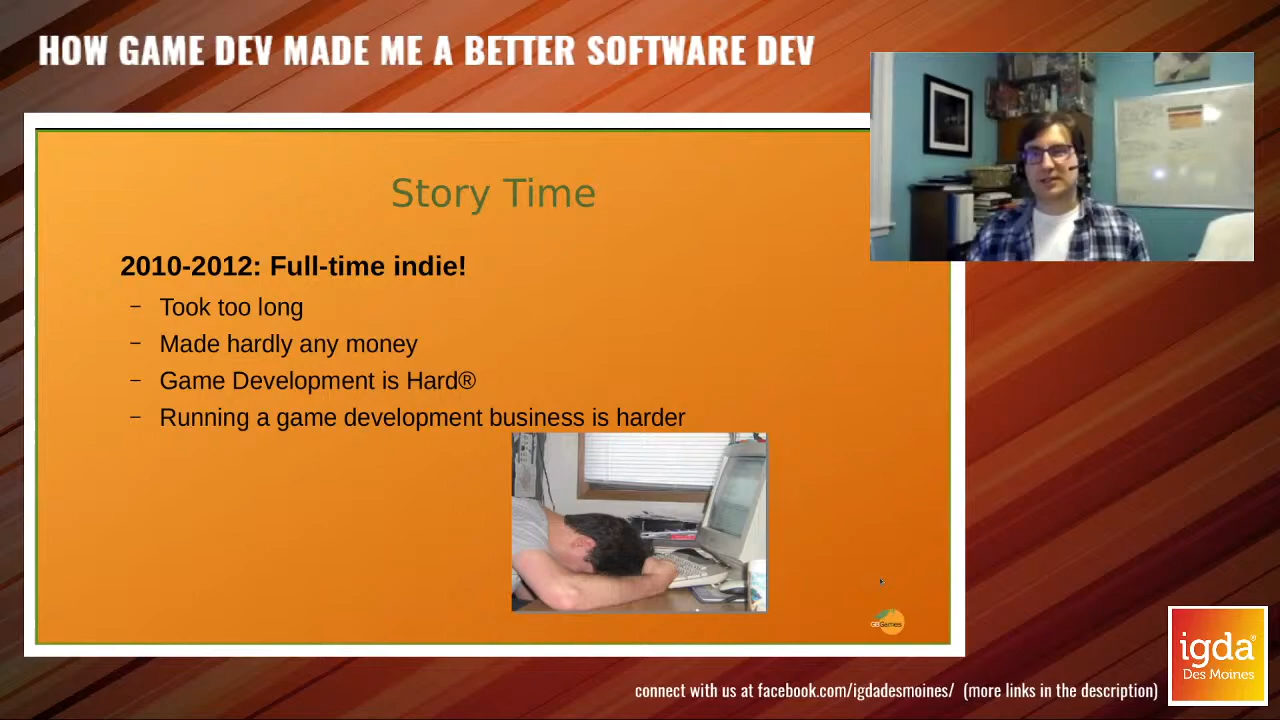 HOW GAME DEV MADE ME A BETTER SOFTWARE DEV
Story Time
2010-2012: Full-time indie!
– Took too long
– Made hardly any money
– Game Development is Hard®
– Running a game development business is harder
GBGames
igda®
Des Moines
connect with us at facebook.com/igdadesmoines/ (more links in the description)